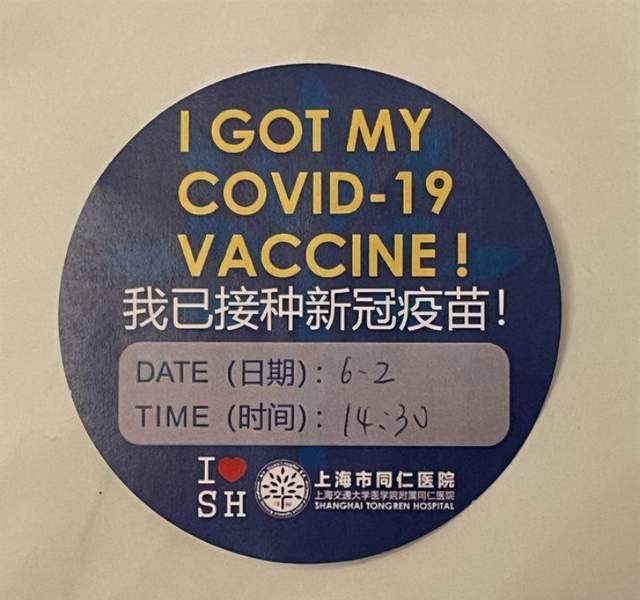 I GOT MY
COVID-19
VACCINE !
我已接种新冠疫苗！
DATE（日期）：6-2
TIME（时间）：14:30
I❤
SH
上海市同仁医院
上海交通大学医学院附属同仁医院
SHANGHAI TONGREN HOSPITAL